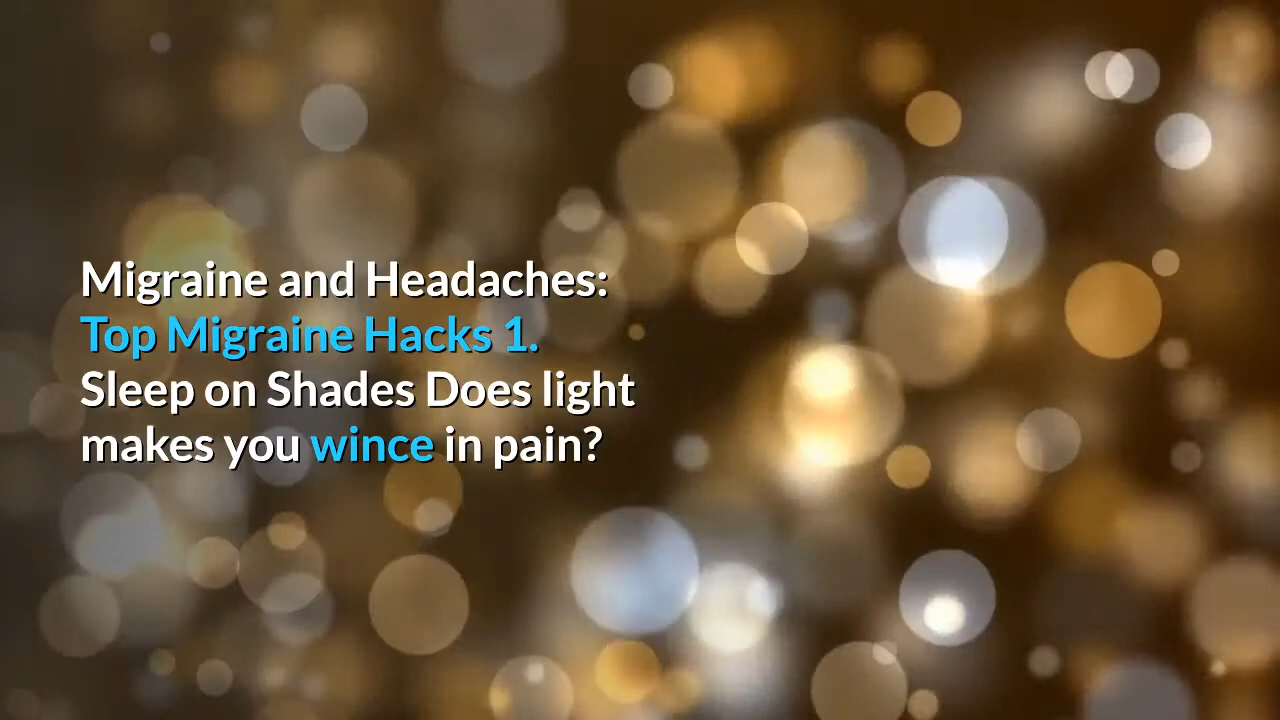 Migraine and Headaches:
Top Migraine Hacks 1.
Sleep on Shades Does light
makes you wince in pain?